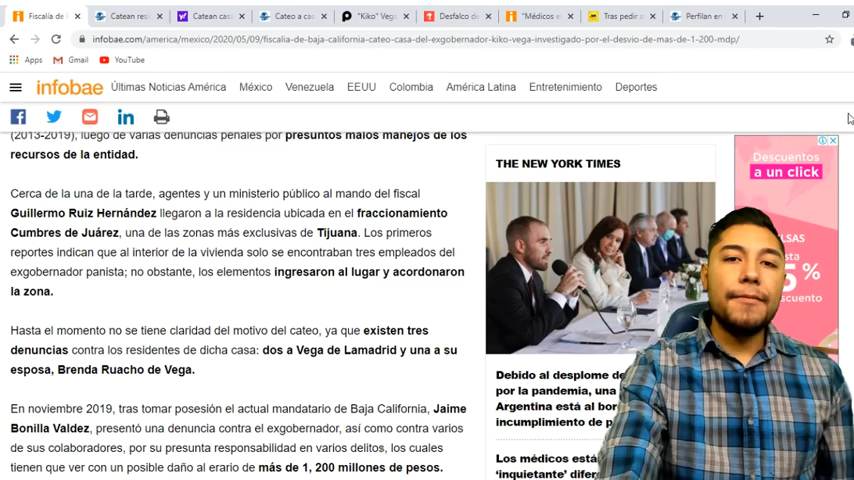 Fiscalía de
Catean resi
Catean casa
Cateo a ca
"Kiko" Vega
Desfalco d
"Médicos e
Tras pedir
Perfilan en
infobae.com/america/mexico/2020/05/09/fiscalia-de-baja-california-cateo-casa-del-exgobernador-kiko-vega-investigado-por-el-desvio-de-mas-de-1-200-mdp/
Apps Gmail YouTube
infobae Últimas Noticias América México Venezuela EEUU Colombia América Latina Entretenimiento Deportes
(2013-2019), luego de varias denuncias penales por presuntos malos manejos de los
recursos de la entidad.
Cerca de la una de la tarde, agentes y un ministerio público al mando del fiscal
Guillermo Ruiz Hernández llegaron a la residencia ubicada en el fraccionamiento
Cumbres de Juárez, una de las zonas más exclusivas de Tijuana. Los primeros
reportes indican que al interior de la vivienda solo se encontraban tres empleados del
exgobernador panista; no obstante, los elementos ingresaron al lugar y acordonaron
la zona.
Hasta el momento no se tiene claridad del motivo del cateo, ya que existen tres
denuncias contra los residentes de dicha casa: dos a Vega de Lamadrid y una a su
esposa, Brenda Ruacho de Vega.
En noviembre 2019, tras tomar posesión el actual mandatario de Baja California, Jaime
Bonilla Valdez, presentó una denuncia contra el exgobernador, así como contra varios
de sus colaboradores, por su presunta responsabilidad en varios delitos, los cuales
tienen que ver con un posible daño al erario de más de 1, 200 millones de pesos.
THE NEW YORK TIMES
Debido al desplome de
por la pandemia, una
Argentina está al bor
incumplimiento de p
Los médicos está
'inquietante' difer
Descuentos
a un click
%